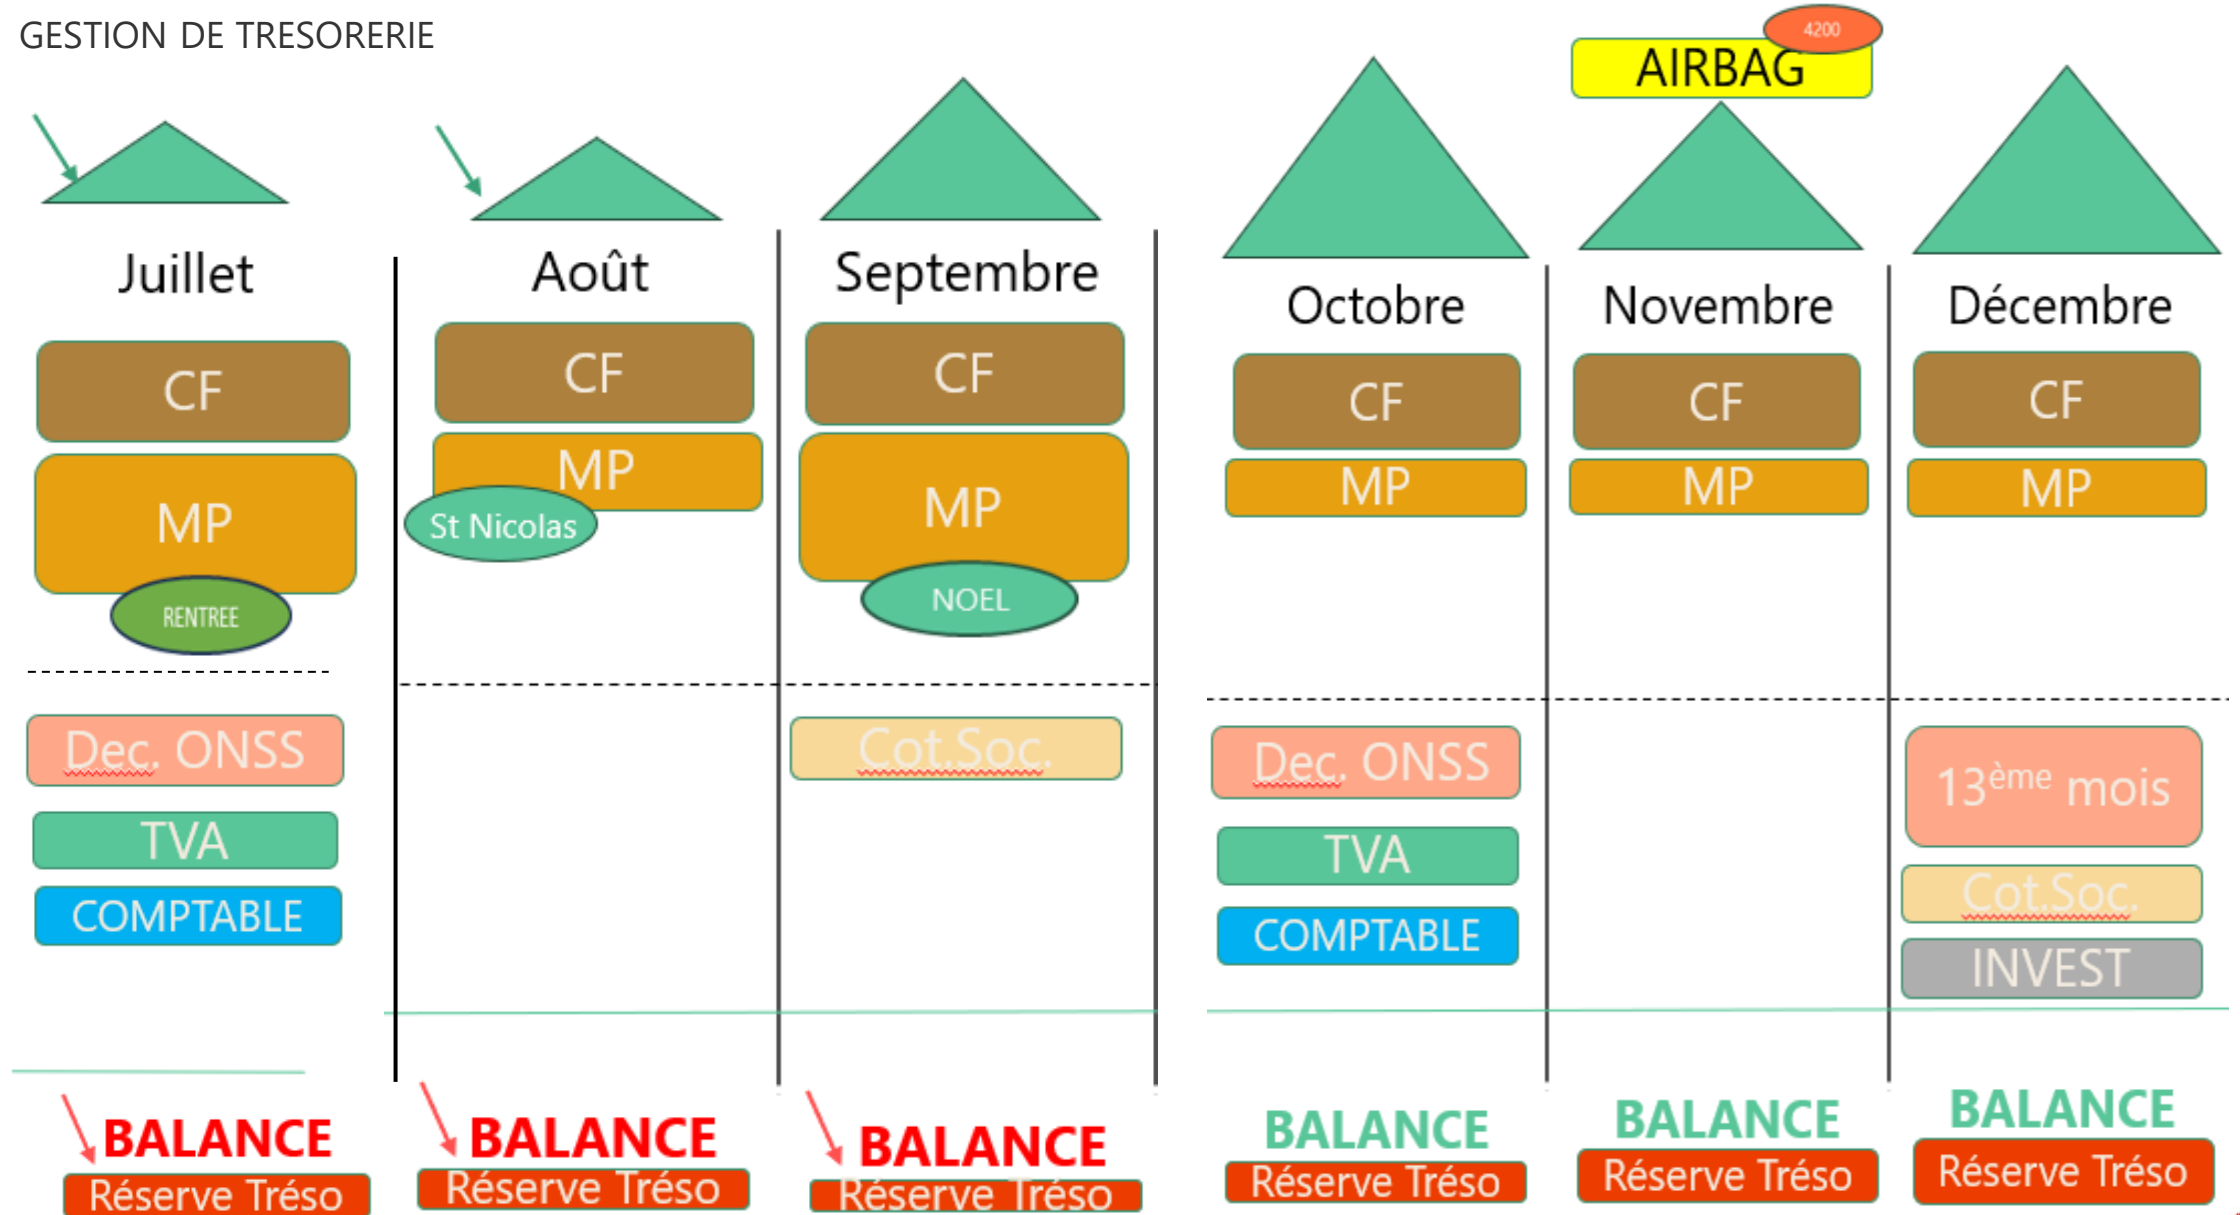 GESTION DE TRESORERIE
4200
AIRBAG
Juillet
Août
Septembre
Octobre
Novembre
Décembre
CF
CF
CF
CF
CF
CF
MP
MP
MP
MP
MP
MP
RENTREE
St Nicolas
NOEL
Dec. ONSS
Cot.Soc.
Dec. ONSS
13ème mois
TVA
TVA
Cot.Soc.
COMPTABLE
COMPTABLE
INVEST
BALANCE
BALANCE
BALANCE
BALANCE
BALANCE
BALANCE
Réserve Tréso
Réserve Tréso
Réserve Tréso
Réserve Tréso
Réserve Tréso
Réserve Tréso